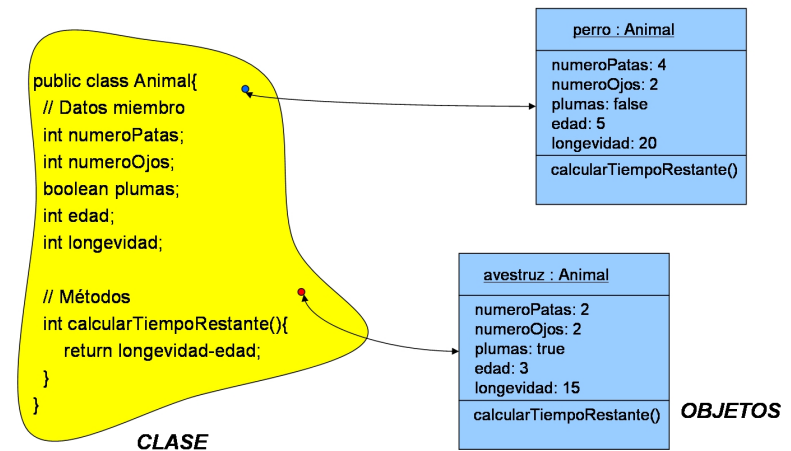 public class Animal{
// Datos miembro
int numeroPatas;
int numeroOjos;
boolean plumas;
int edad;
int longevidad;
// Métodos
int calcularTiempoRestante(){
return longevidad-edad;
}
}
CLASE
perro : Animal
numeroPatas: 4
numeroOjos: 2
plumas: false
edad: 5
longevidad: 20
calcularTiempoRestante()
avestruz : Animal
numeroPatas: 2
numeroOjos: 2
plumas: true
edad: 3
longevidad: 15
calcularTiempoRestante()
OBJETOS